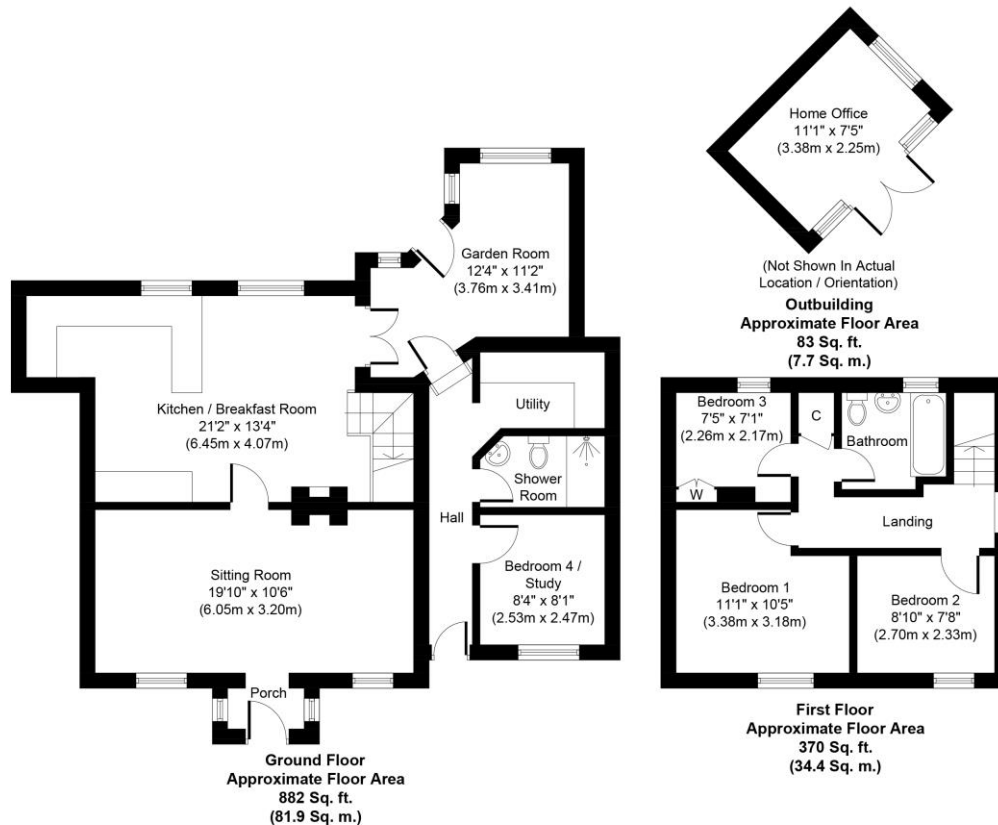 Home Office
11'1" x 7'5"
(3.38m x 2.25m)
(Not Shown In Actual
Location / Orientation)
Outbuilding
Approximate Floor Area
83 Sq. ft.
(7.7 Sq. m.)
Garden Room
12'4" x 11'2"
(3.76m x 3.41m)
Kitchen / Breakfast Room
21'2" x 13'4"
(6.45m x 4.07m)
Utility
Shower
Room
Hall
Sitting Room
19'10" x 10'6"
(6.05m x 3.20m)
Bedroom 4 /
Study
8'4" x 8'1"
(2.53m x 2.47m)
Porch
Ground Floor
Approximate Floor Area
882 Sq. ft.
(81.9 Sq. m.)
Bedroom 3
7'5" x 7'1"
(2.26m x 2.17m)
C
Bathroom
W
Landing
Bedroom 1
11'1" x 10'5"
(3.38m x 3.18m)
Bedroom 2
8'10" x 7'8"
(2.70m x 2.33m)
First Floor
Approximate Floor Area
370 Sq. ft.
(34.4 Sq. m.)